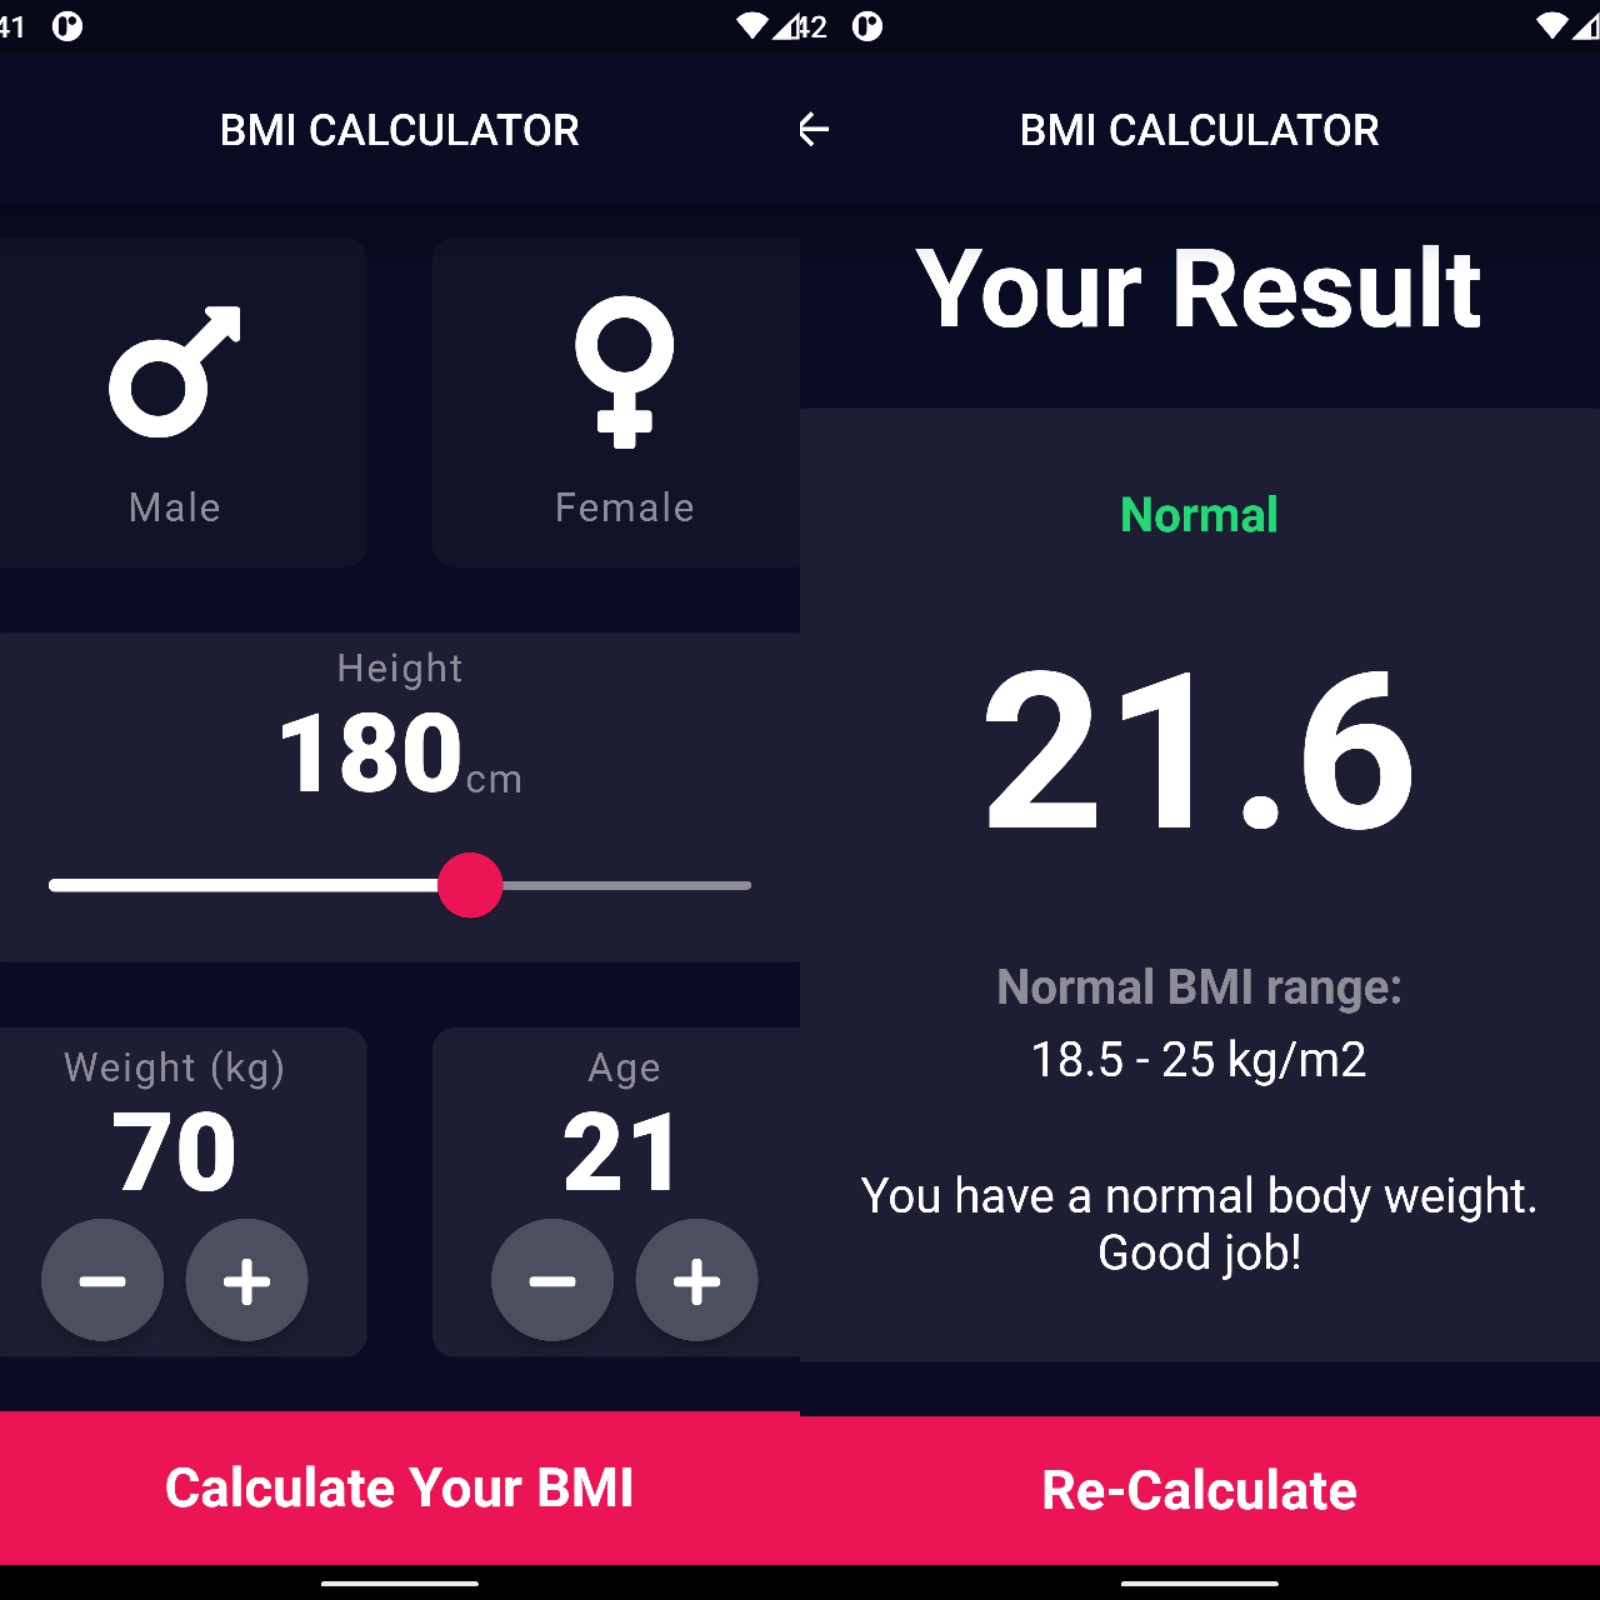 41
BMI CALCULATOR
Male
Female
Height
180cm
Weight (kg)
70
Age
21
Calculate Your BMI
42
BMI CALCULATOR
Your Result
Normal
21.6
Normal BMI range:
18.5 - 25 kg/m2
You have a normal body weight.
Good job!
Re-Calculate